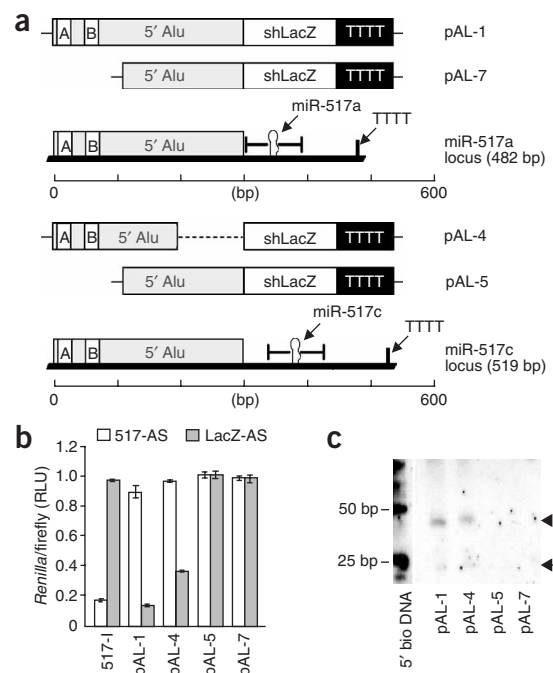 a
A B 5′ Alu shLacZ TTTT pAL-1
5′ Alu shLacZ TTTT pAL-7
miR-517a TTTT
A B 5′ Alu miR-517a
locus (482 bp)
0 (bp) 600
A B 5′ Alu shLacZ TTTT pAL-4
5′ Alu shLacZ TTTT pAL-5
miR-517c TTTT
A B 5′ Alu miR-517c
locus (519 bp)
0 (bp) 600
b
517-AS LacZ-AS
Renilla/firefly (RLU)
1.2
1.0
0.8
0.6
0.4
0.2
0
517-I pAL-1 pAL-4 pAL-5 pAL-7
c
50 bp
25 bp
5′ bio DNA pAL-1 pAL-4 pAL-5 pAL-7